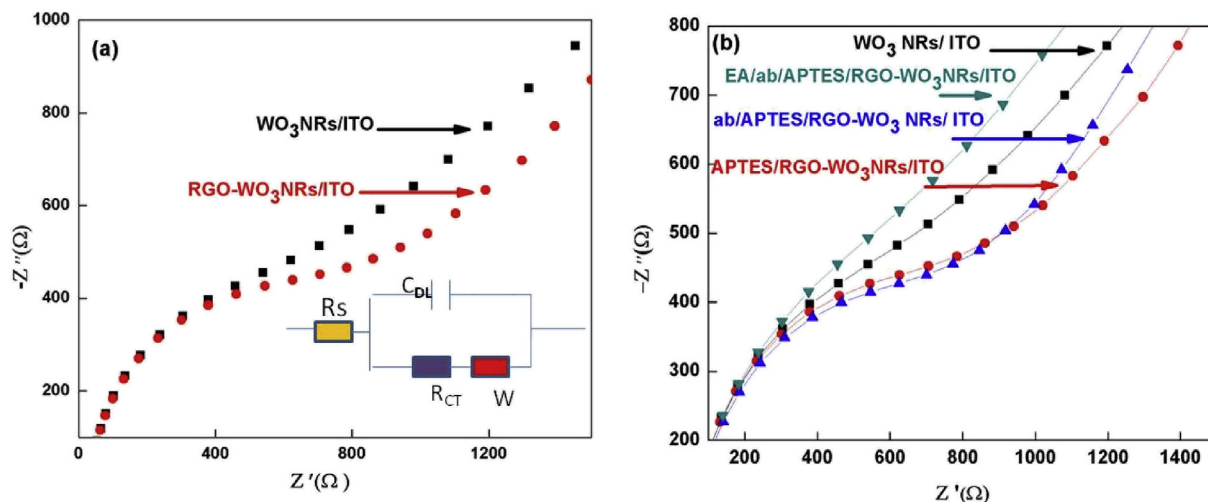 (a)
-1000
800
600
400
200
-Z″(Ω)
WO₃NRs/ITO
RGO-WO₃NRs/ITO
C_DL
Rs
R_CT
W
0
400
800
1200
Z′(Ω )
(b)
800
700
600
500
400
300
200
–Z″(Ω)
WO₃ NRs/ ITO
EA/ab/APTES/RGO-WO₃NRs/ITO
ab/APTES/RGO-WO₃ NRs/ ITO
APTES/RGO-WO₃NRs/ITO
200
400
600
800
1000
1200
1400
Z '(Ω)